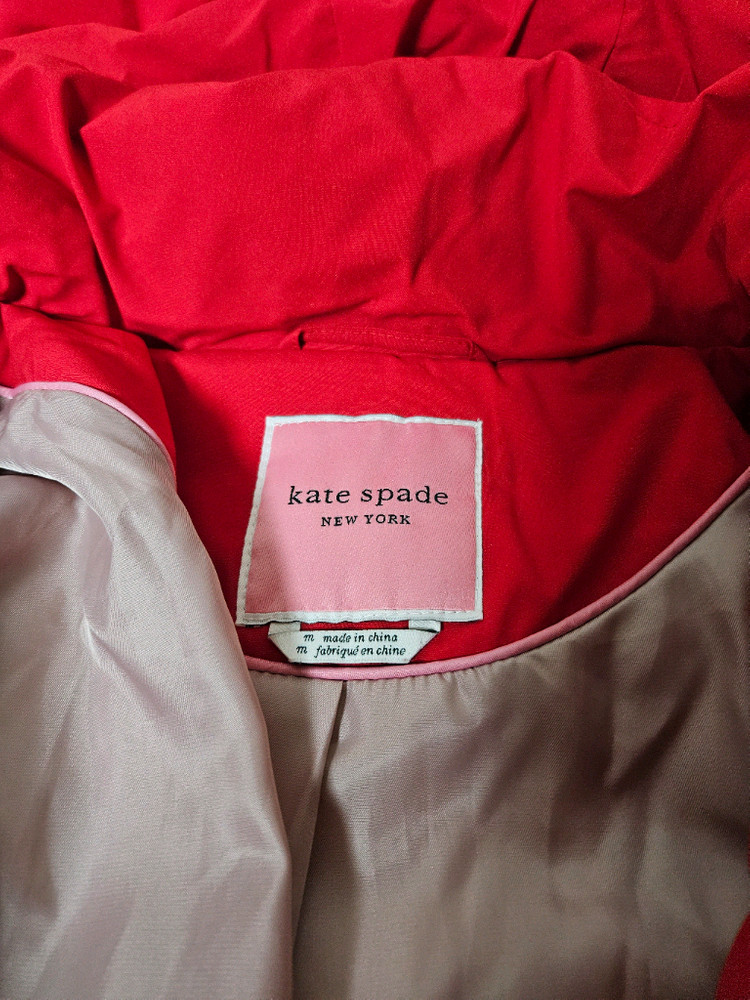 kate spade
NEW YORK
m made in china
m fabriqué en chine